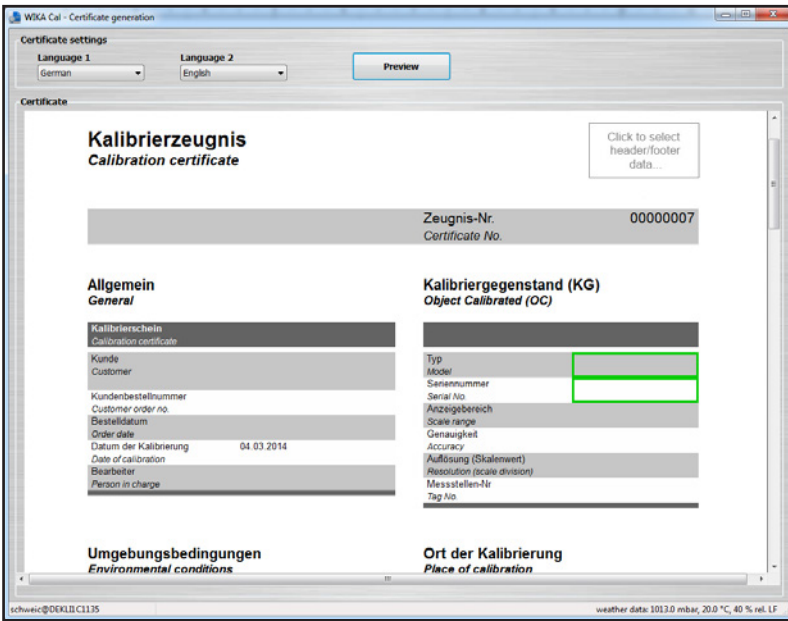 WIKA Cal - Certificate generation
Certificate settings
Language 1
Language 2
German
English
Preview
Certificate
Kalibrierzeugnis
Calibration certificate
Click to select
header/footer
data...
Zeugnis-Nr. 00000007
Certificate No.
Allgemein
General
Kalibrierschein
Calibration certificate
Kunde
Customer
Kundenbestellnummer
Customer order no.
Bestelldatum
Order date
Datum der Kalibrierung 04.03.2014
Date of calibration
Bearbeiter
Person in charge
Kalibriergegenstand (KG)
Object Calibrated (OC)
Typ
Model
Seriennummer
Serial No.
Anzeigebereich
Scale range
Genauigkeit
Accuracy
Auflösung (Skalenwert)
Resolution (scale division)
Messstellen-Nr
Tag No.
Umgebungsbedingungen
Environmental conditions
Ort der Kalibrierung
Place of calibration
schweic@DEKLI1C1135
weather data: 1013.0 mbar, 20.0 °C, 40 % rel. LF